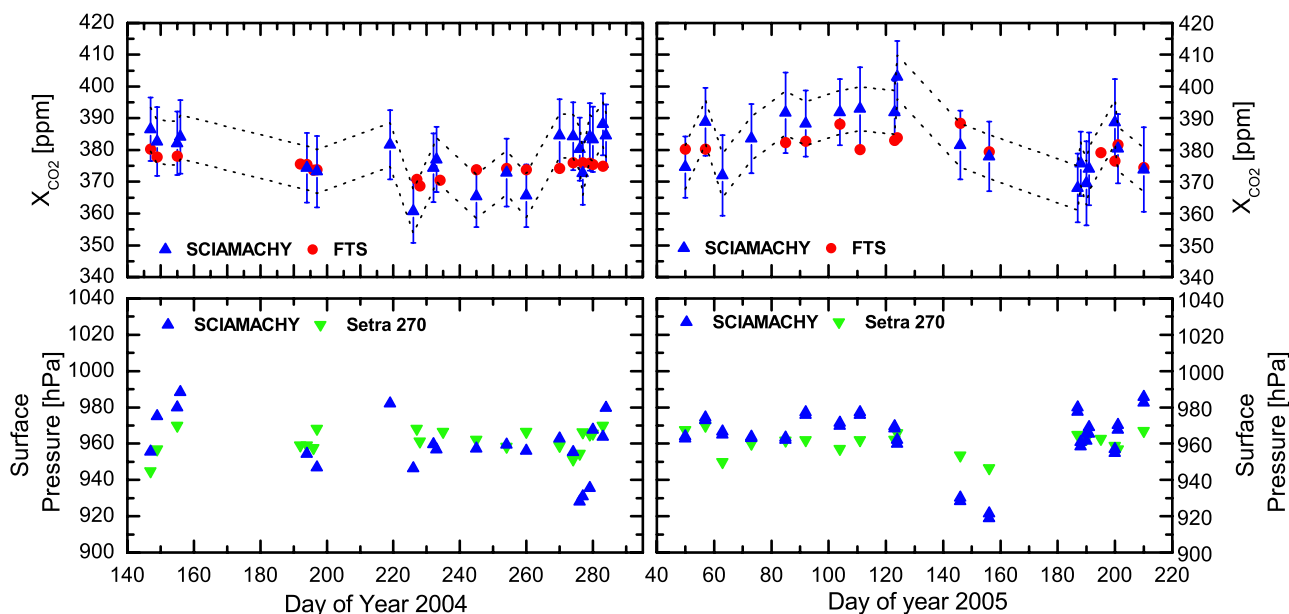 420 420
410 410
400 400
390 390
380 380
370 370
360 360
350 350
340 340
X_CO2 [ppm]
X_CO2 [ppm]
SCIAMACHY FTS
SCIAMACHY FTS
1040 1040
1020 1020
1000 1000
980 980
960 960
940 940
920 920
900 900
Surface
Pressure [hPa]
Surface
Pressure [hPa]
SCIAMACHY Setra 270
SCIAMACHY Setra 270
140 160 180 200 220 240 260 280
40 60 80 100 120 140 160 180 200 220
Day of Year 2004
Day of year 2005